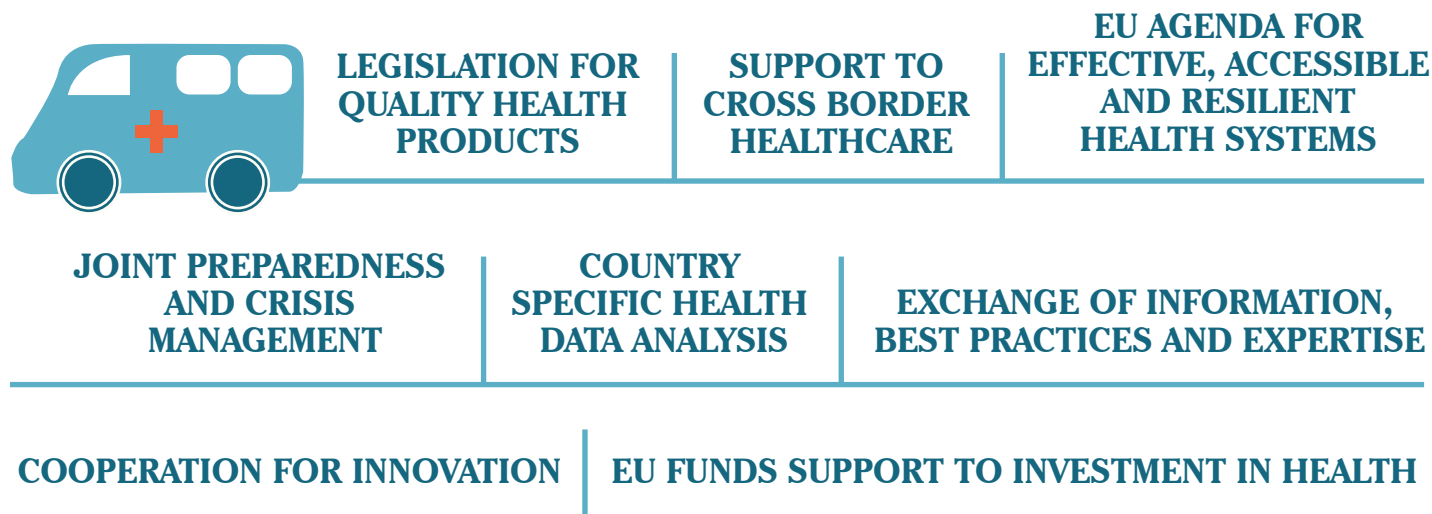 LEGISLATION FOR
QUALITY HEALTH
PRODUCTS
SUPPORT TO
CROSS BORDER
HEALTHCARE
EU AGENDA FOR
EFFECTIVE, ACCESSIBLE
AND RESILIENT
HEALTH SYSTEMS
JOINT PREPAREDNESS
AND CRISIS
MANAGEMENT
COUNTRY
SPECIFIC HEALTH
DATA ANALYSIS
EXCHANGE OF INFORMATION,
BEST PRACTICES AND EXPERTISE
COOPERATION FOR INNOVATION
EU FUNDS SUPPORT TO INVESTMENT IN HEALTH